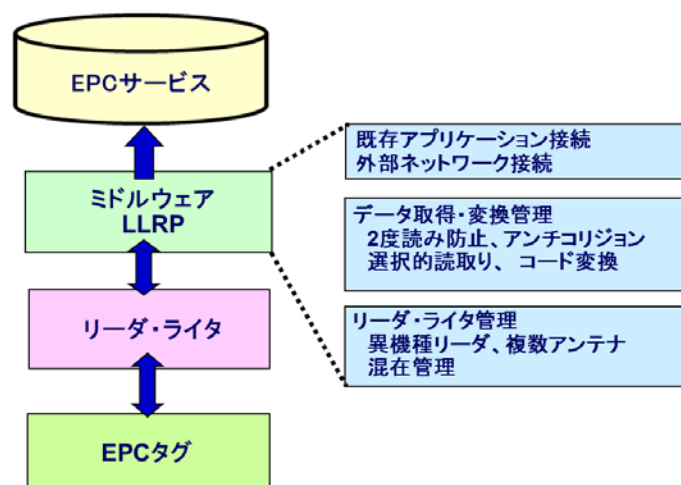 EPCサービス
ミドルウェア
LLRP
リーダ・ライタ
EPCタグ
既存アプリケーション接続
外部ネットワーク接続
データ取得・変換管理
2度読み防止、アンチコリジョン
選択的読取り、コード変換
リーダ・ライタ管理
異機種リーダ、複数アンテナ
混在管理